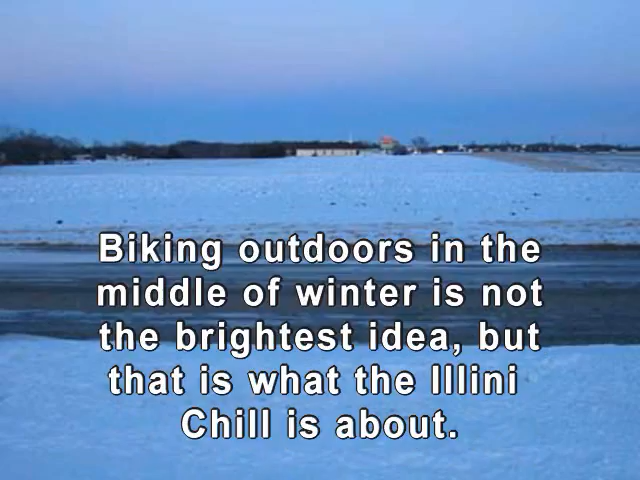 Biking outdoors in the
middle of winter is not
the brightest idea, but
that is what the Illini
Chill is about.